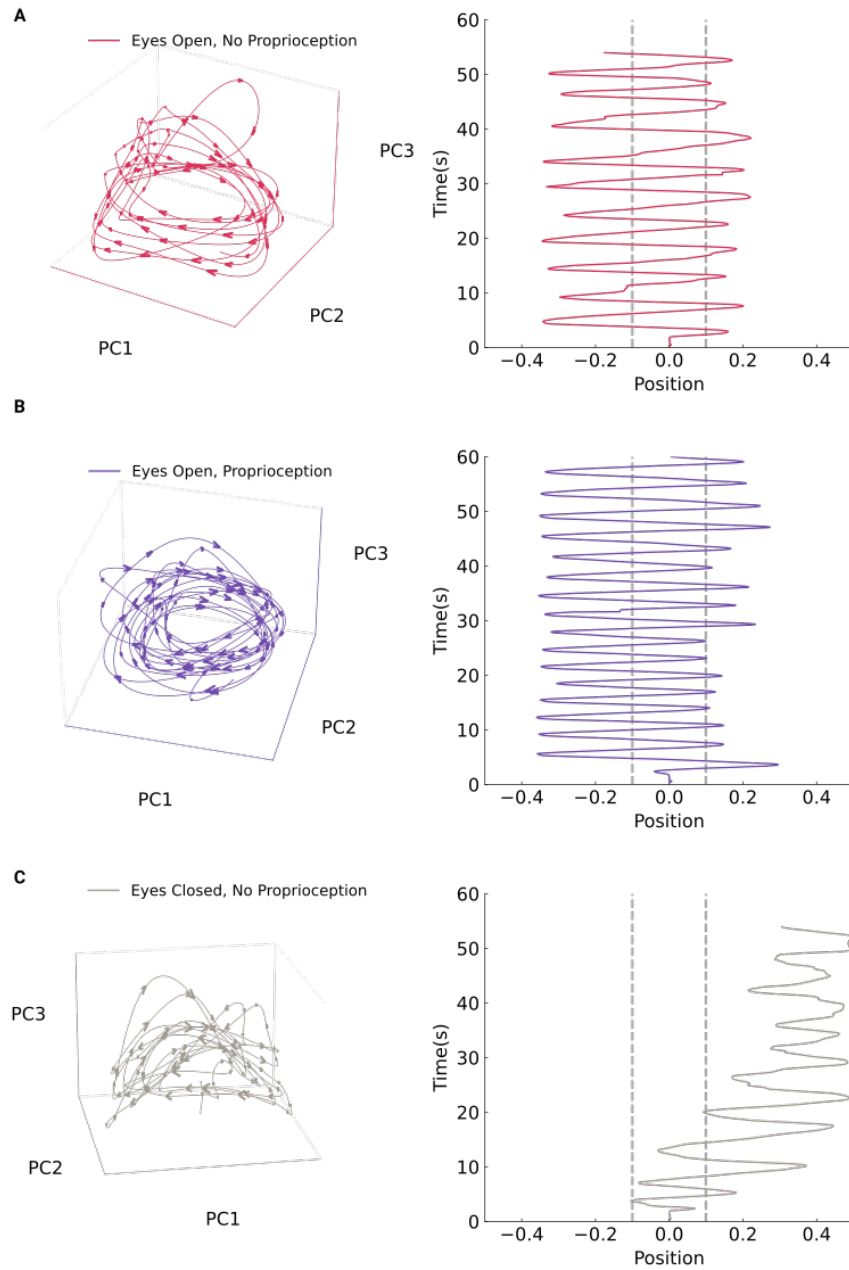 A
Eyes Open, No Proprioception
PC3
PC2
PC1
60
50
40
30
20
10
0
Time(s)
−0.4 −0.2 0.0 0.2 0.4
Position
B
Eyes Open, Proprioception
PC3
PC2
PC1
60
50
40
30
20
10
0
Time(s)
−0.4 −0.2 0.0 0.2 0.4
Position
C
Eyes Closed, No Proprioception
PC3
PC2
PC1
60
50
40
30
20
10
0
Time(s)
−0.4 −0.2 0.0 0.2 0.4
Position